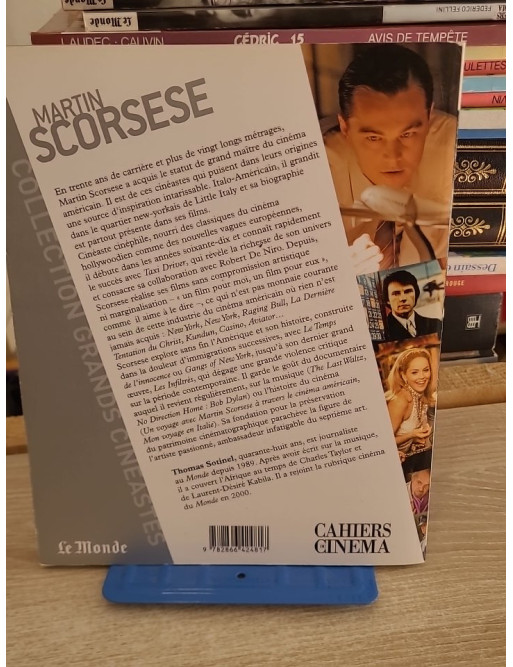 Le Monde
FEDERICO FELLINI
Le Monde
LAUDEC - CAUVIN CÉDRIC 15 AVIS DE TEMPÊTE
MARTIN
SCORSESE
En trente ans de carrière et plus de vingt longs métrages,
Martin Scorsese a acquis le statut de grand maître du cinéma
américain. Il est de ces cinéastes qui puisent dans leurs origines
une source d'inspiration intarissable. Italo-Américain, il grandit
dans le quartier new-yorkais de Little Italy et sa biographie
est partout présente dans ses films.
Cinéaste cinéphile, nourri des classiques du cinéma
hollywoodien comme des nouvelles vagues européennes,
il débute dans les années soixante-dix et connaît rapidement
le succès avec Taxi Driver, qui révèle la richesse de son univers
et consacre sa collaboration avec Robert De Niro. Depuis,
Scorsese réalise ses films sans compromission artistique
ni marginalisation – « un film pour moi, un film pour eux »,
comme il aime à le dire –, ce qui n'est pas monnaie courante
au sein de cette industrie du cinéma américain où rien n'est
jamais acquis : New York, New York, Raging Bull, La Dernière
Tentation du Christ, Kundun, Casino, Aviator...
Scorsese explore sans fin l'Amérique et son histoire, construite
dans la douleur d'immigrations successives, avec Le Temps
de l'innocence ou Gangs of New York, jusqu'à son dernier grand
œuvre, Les Infiltrés, qui dégage une grande violence critique
sur la période contemporaine. Il garde le goût du documentaire
auquel il revient régulièrement, sur la musique (The Last Waltz,
No Direction Home : Bob Dylan) ou l'histoire du cinéma
(Un voyage avec Martin Scorsese à travers le cinéma américain,
Mon voyage en Italie). Sa fondation pour la préservation
du patrimoine cinématographique parachève la figure de
l'artiste passionné, ambassadeur infatigable du septième art.
Thomas Sotinel, quarante-huit ans, est journaliste
au Monde depuis 1989. Après avoir écrit sur la musique,
il a couvert l'Afrique au temps de Charles Taylor et
de Laurent-Désiré Kabila. Il a rejoint la rubrique cinéma
du Monde en 2000.
COLLECTION GRANDS CINÉASTES
Le Monde
9 782866 424817
CAHIERS
DU CINEMA
Dessain